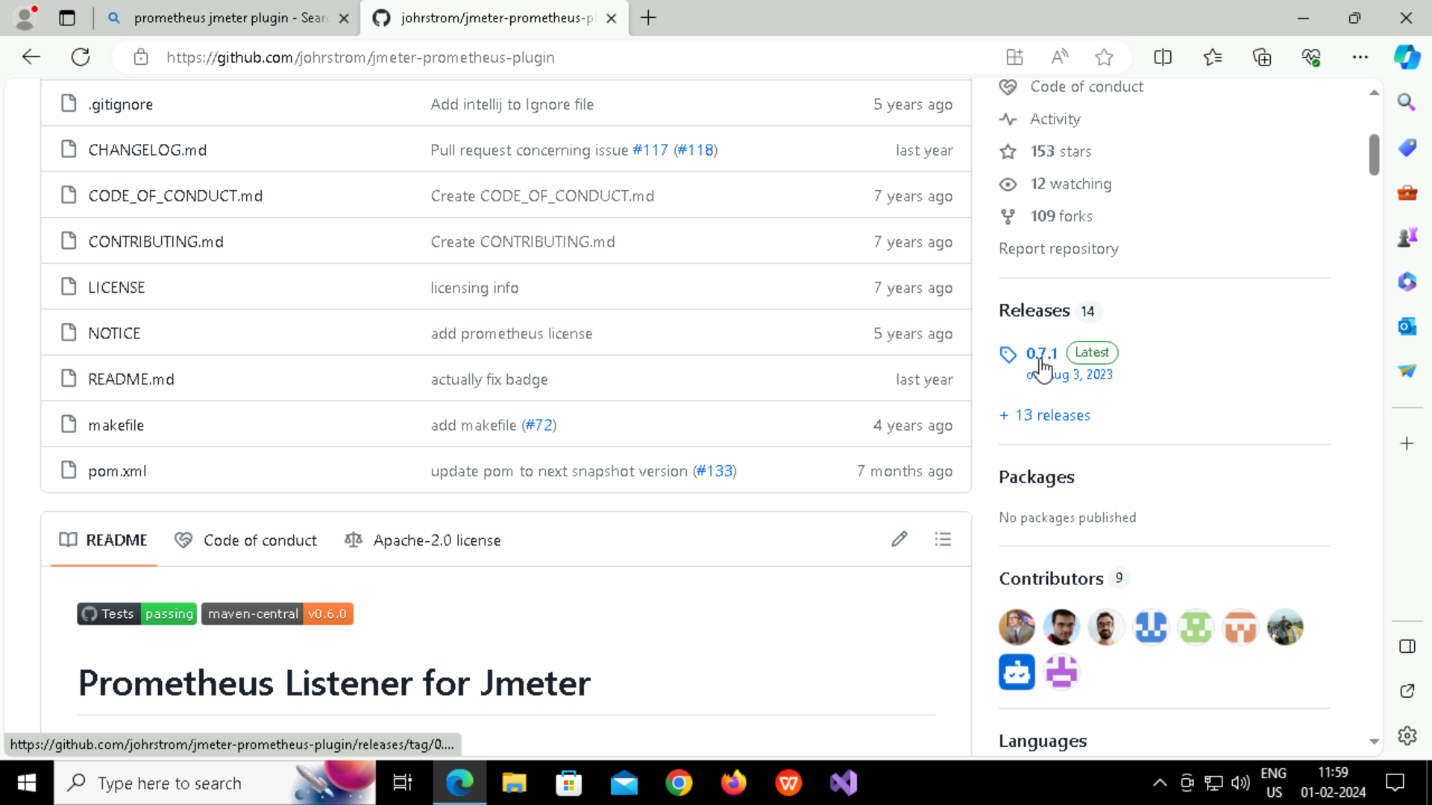 prometheus jmeter plugin - Sear
johrstrom/jmeter-prometheus-p
https://github.com/johrstrom/jmeter-prometheus-plugin
.gitignore Add intellij to Ignore file 5 years ago
CHANGELOG.md Pull request concerning issue #117 (#118) last year
CODE_OF_CONDUCT.md Create CODE_OF_CONDUCT.md 7 years ago
CONTRIBUTING.md Create CONTRIBUTING.md 7 years ago
LICENSE licensing info 7 years ago
NOTICE add prometheus license 5 years ago
README.md actually fix badge last year
makefile add makefile (#72) 4 years ago
pom.xml update pom to next snapshot version (#133) 7 months ago
README Code of conduct Apache-2.0 license
Tests passing maven-central v0.6.0
Prometheus Listener for Jmeter
Code of conduct
Activity
153 stars
12 watching
109 forks
Report repository
Releases 14
0.7.1 Latest
on Aug 3, 2023
+ 13 releases
Packages
No packages published
Contributors 9
Languages
https://github.com/johrstrom/jmeter-prometheus-plugin/releases/tag/0....
Type here to search
ENG
US
11:59
01-02-2024